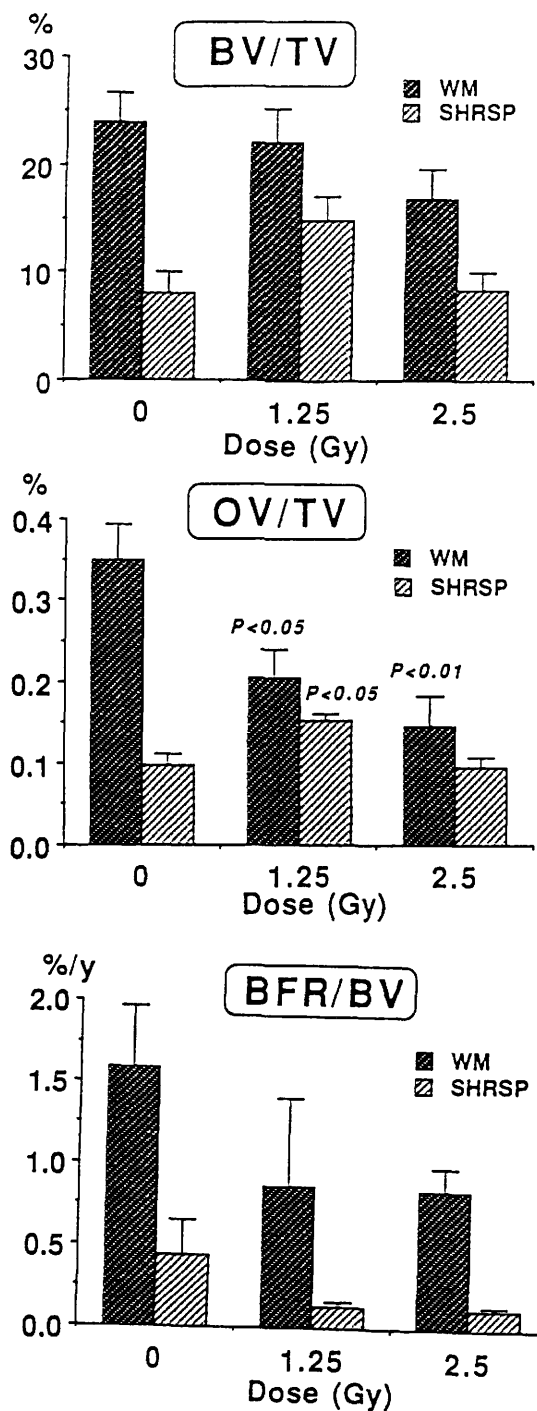 %
BV/TV
30
20
10
0
WM
SHRSP
0
1.25
2.5
Dose (Gy)
%
OV/TV
0.4
0.3
0.2
0.1
0.0
WM
SHRSP
P<0.05
P<0.05
P<0.01
0
1.25
2.5
Dose (Gy)
%/y
BFR/BV
2.0
1.5
1.0
0.5
0.0
WM
SHRSP
0
1.25
2.5
Dose (Gy)